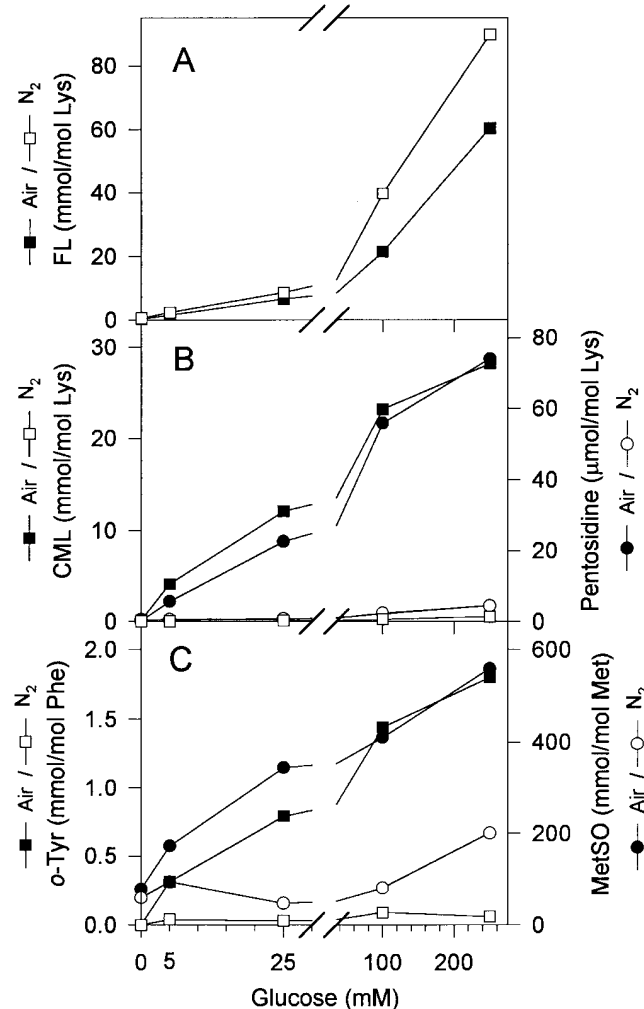 A
Air / N2
FL (mmol/mol Lys)
80
60
40
20
0
B
Air / N2
CML (mmol/mol Lys)
30
20
10
0
80
60
40
20
0
Pentosidine (µmol/mol Lys)
Air / N2
C
Air / N2
o-Tyr (mmol/mol Phe)
2.0
1.5
1.0
0.5
0.0
600
400
200
0
MetSO (mmol/mol Met)
Air / N2
0 5 25 100 200
Glucose (mM)